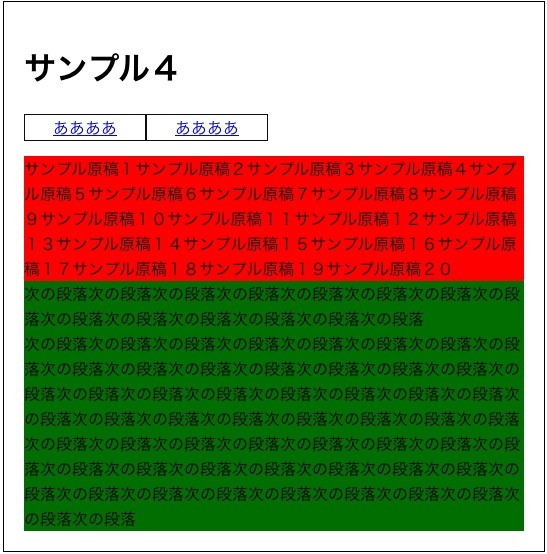 サンプル４
ああああ
ああああ
サンプル原稿１サンプル原稿２サンプル原稿３サンプル原稿４サンプ
ル原稿５サンプル原稿６サンプル原稿７サンプル原稿８サンプル原稿
９サンプル原稿１０サンプル原稿１１サンプル原稿１２サンプル原稿
１３サンプル原稿１４サンプル原稿１５サンプル原稿１６サンプル原
稿１７サンプル原稿１８サンプル原稿１９サンプル原稿２０
次の段落次の段落次の段落次の段落次の段落次の段落次の段落次の段
落次の段落次の段落次の段落次の段落次の段落次の段落
次の段落次の段落次の段落次の段落次の段落次の段落次の段落次の段
落次の段落次の段落次の段落次の段落次の段落次の段落次の段落次の
段落次の段落次の段落次の段落次の段落次の段落次の段落次の段落次
の段落次の段落次の段落次の段落次の段落次の段落次の段落次の段落
次の段落次の段落次の段落次の段落次の段落次の段落次の段落次の段
落次の段落次の段落次の段落次の段落次の段落次の段落次の段落次の
段落次の段落次の段落次の段落次の段落次の段落次の段落次の段落次
の段落次の段落